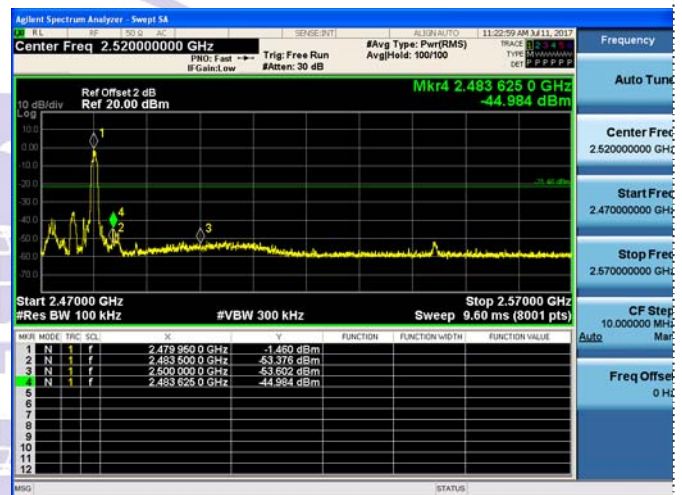 Agilent Spectrum Analyzer - Swept SA
RL RF 50 Ω AC SENSE:INT ALIGN AUTO 11:22:59 AM Jul 11, 2017
Center Freq 2.520000000 GHz
PNO: Fast
IFGain:Low
Trig: Free Run
#Atten: 30 dB
#Avg Type: Pwr(RMS)
Avg|Hold: 100/100
TRACE 1 2 3 4 5 6
TYPE
DET P P P P P P
Frequency
Auto Tune
Center Freq
2.520000000 GHz
Start Freq
2.470000000 GHz
Stop Freq
2.570000000 GHz
CF Step
10.000000 MHz
Auto Man
Freq Offset
0 Hz
Mkr4 2.483 625 0 GHz
-44.984 dBm
Ref Offset 2 dB
10 dB/div Ref 20.00 dBm
Log
10.0
0.00
-10.0
-20.0
-30.0
-40.0
-50.0
-60.0
-70.0
1
4
2
3
Start 2.47000 GHz Stop 2.57000 GHz
#Res BW 100 kHz #VBW 300 kHz Sweep 9.60 ms (8001 pts)
MKR MODE TRC SCL X Y FUNCTION FUNCTION WIDTH FUNCTION VALUE
1 N 1 f 2.479 950 0 GHz -1.460 dBm
2 N 1 f 2.483 500 0 GHz -53.376 dBm
3 N 1 f 2.500 000 0 GHz -53.602 dBm
4 N 1 f 2.483 625 0 GHz -44.984 dBm
5
6
7
8
9
10
11
12
MSG STATUS